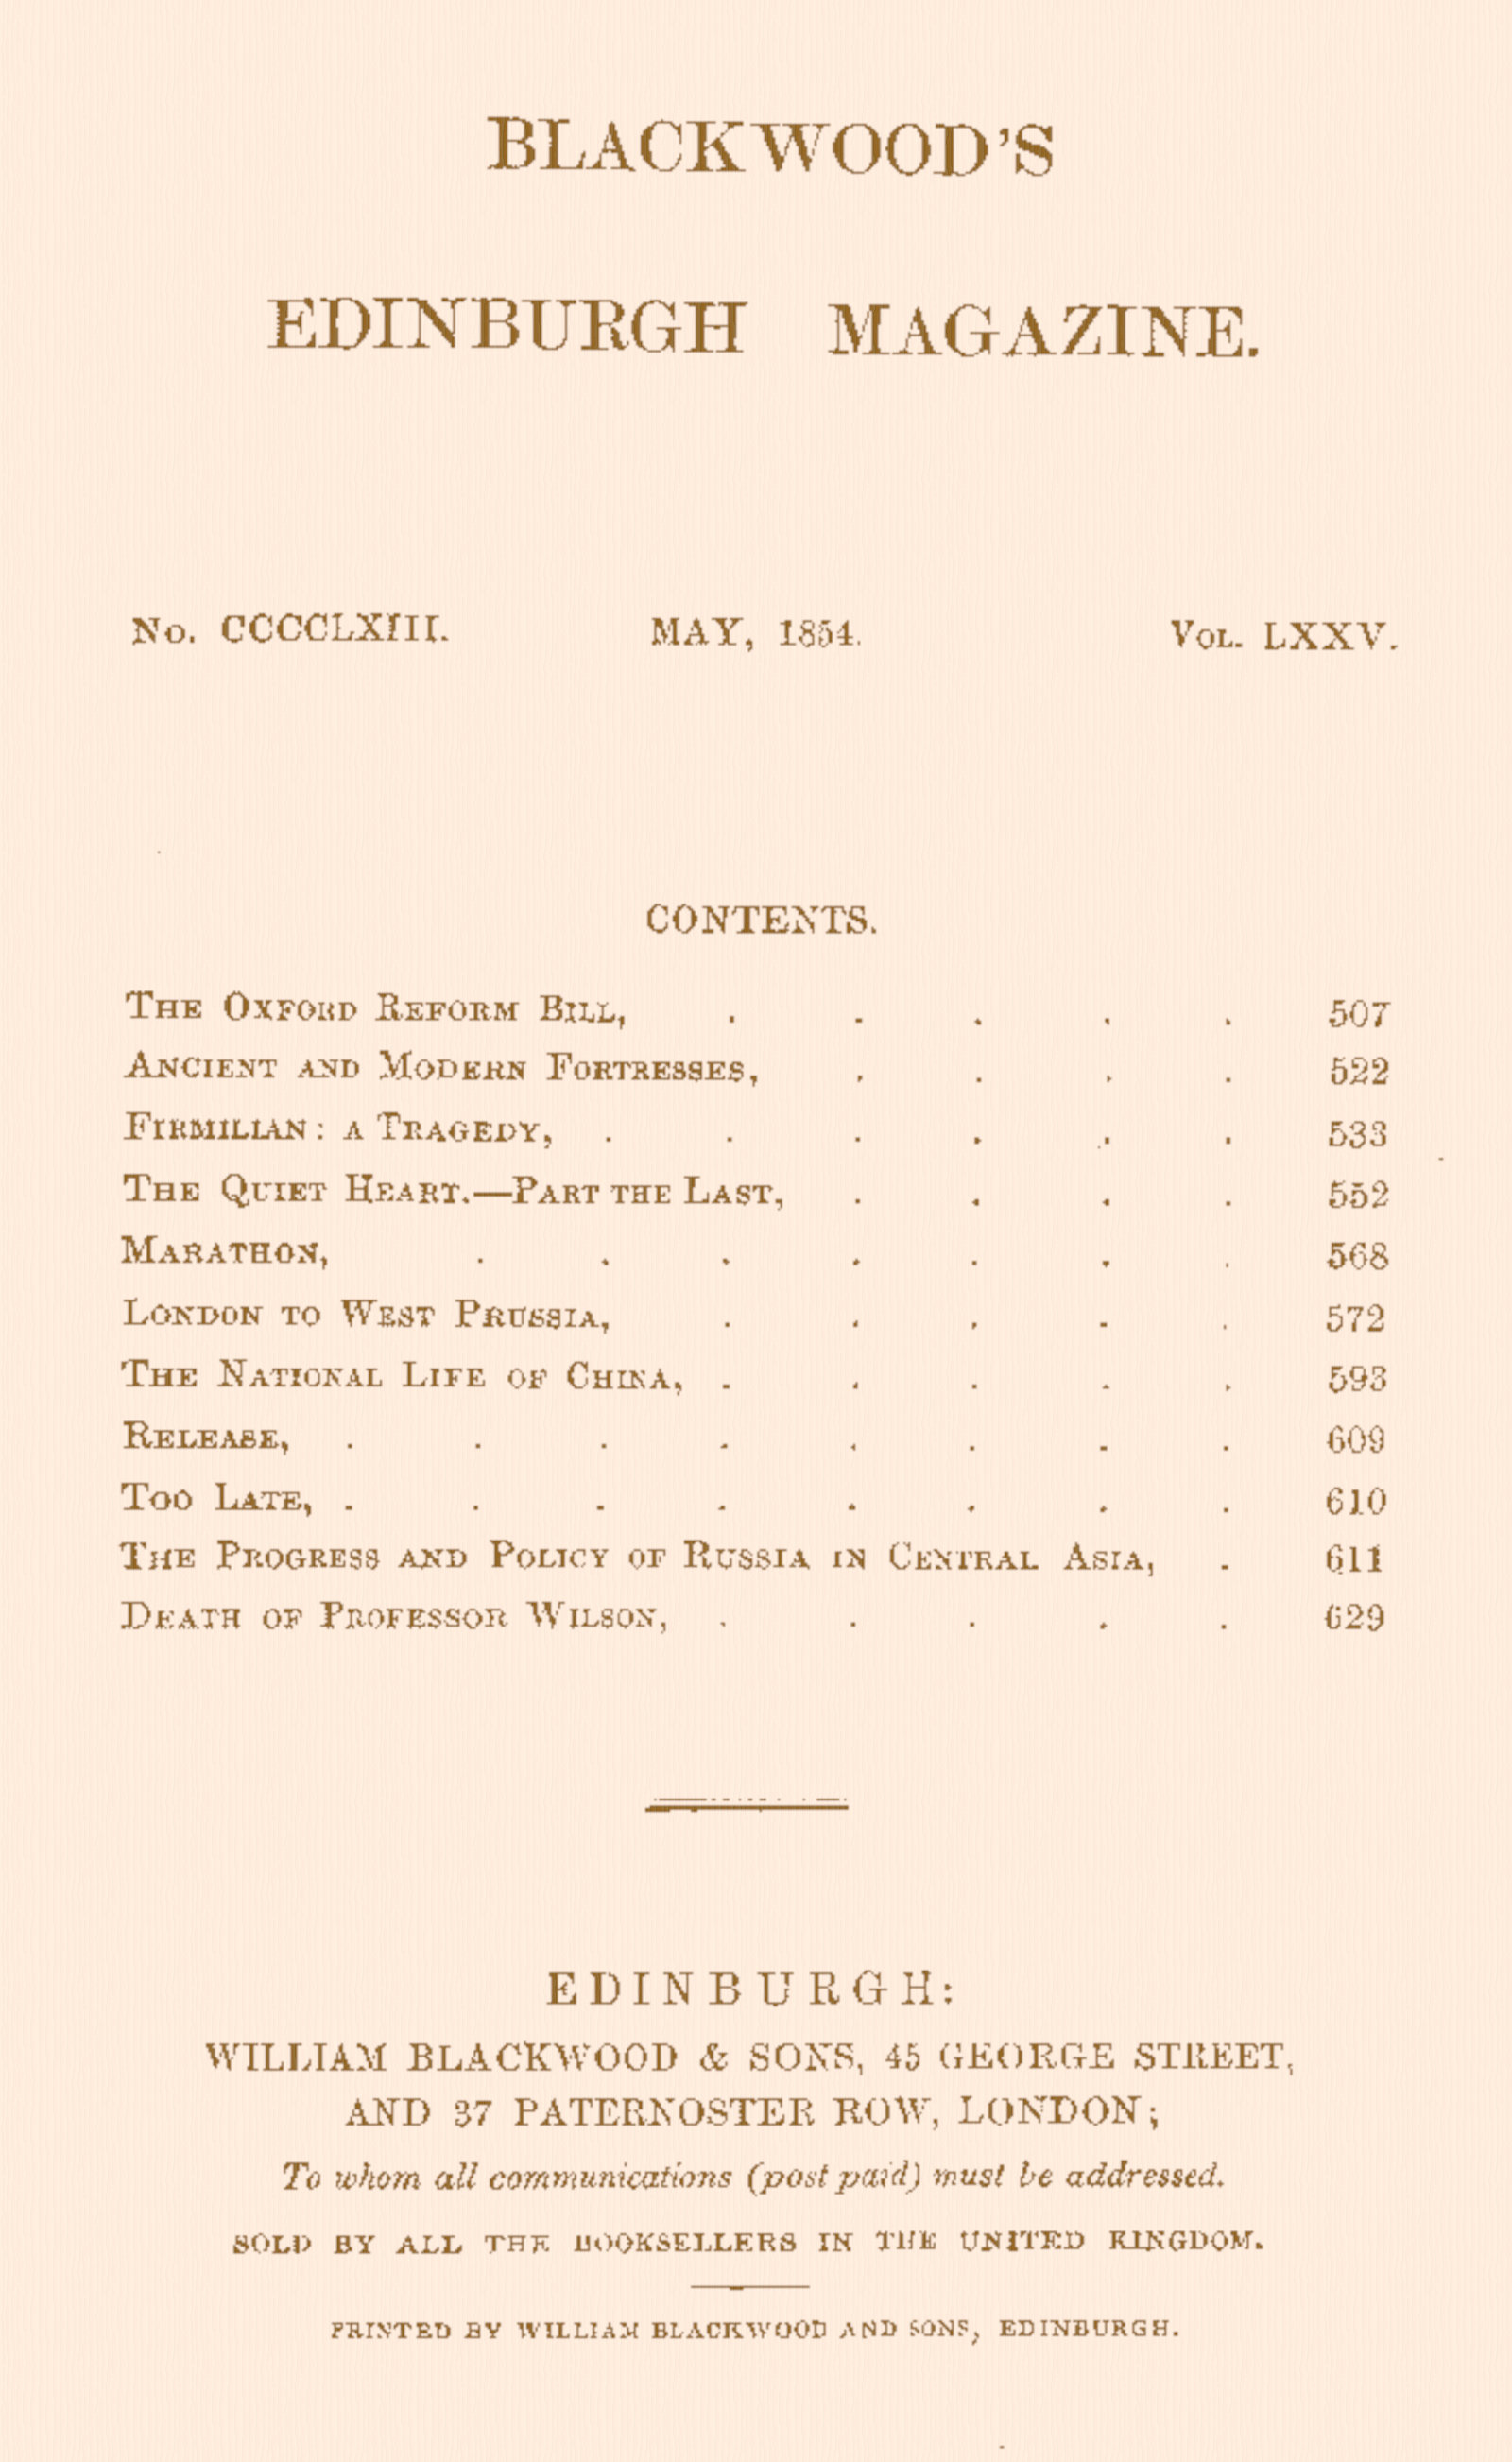 BLACKWOOD'S
EDINBURGH MAGAZINE.
No. CCCCLXIII. MAY, 1854. Vol. LXXV.
CONTENTS.
The Oxford Reform Bill, . . . . . 507
Ancient and Modern Fortresses, . . . . 522
Firmilian: a Tragedy, . . . . . . 533
The Quiet Heart.—Part the Last, . . . . 552
Marathon, . . . . . . . 568
London to West Prussia, . . . . . 572
The National Life of China, . . . . . 593
Release, . . . . . . . . 609
Too Late, . . . . . . . . 610
The Progress and Policy of Russia in Central Asia, . 611
Death of Professor Wilson, . . . . . 629
EDINBURGH:
WILLIAM BLACKWOOD & SONS, 45 GEORGE STREET,
AND 37 PATERNOSTER ROW, LONDON;
To whom all communications (post paid) must be addressed.
SOLD BY ALL THE BOOKSELLERS IN THE UNITED KINGDOM.
PRINTED BY WILLIAM BLACKWOOD AND SONS, EDINBURGH.